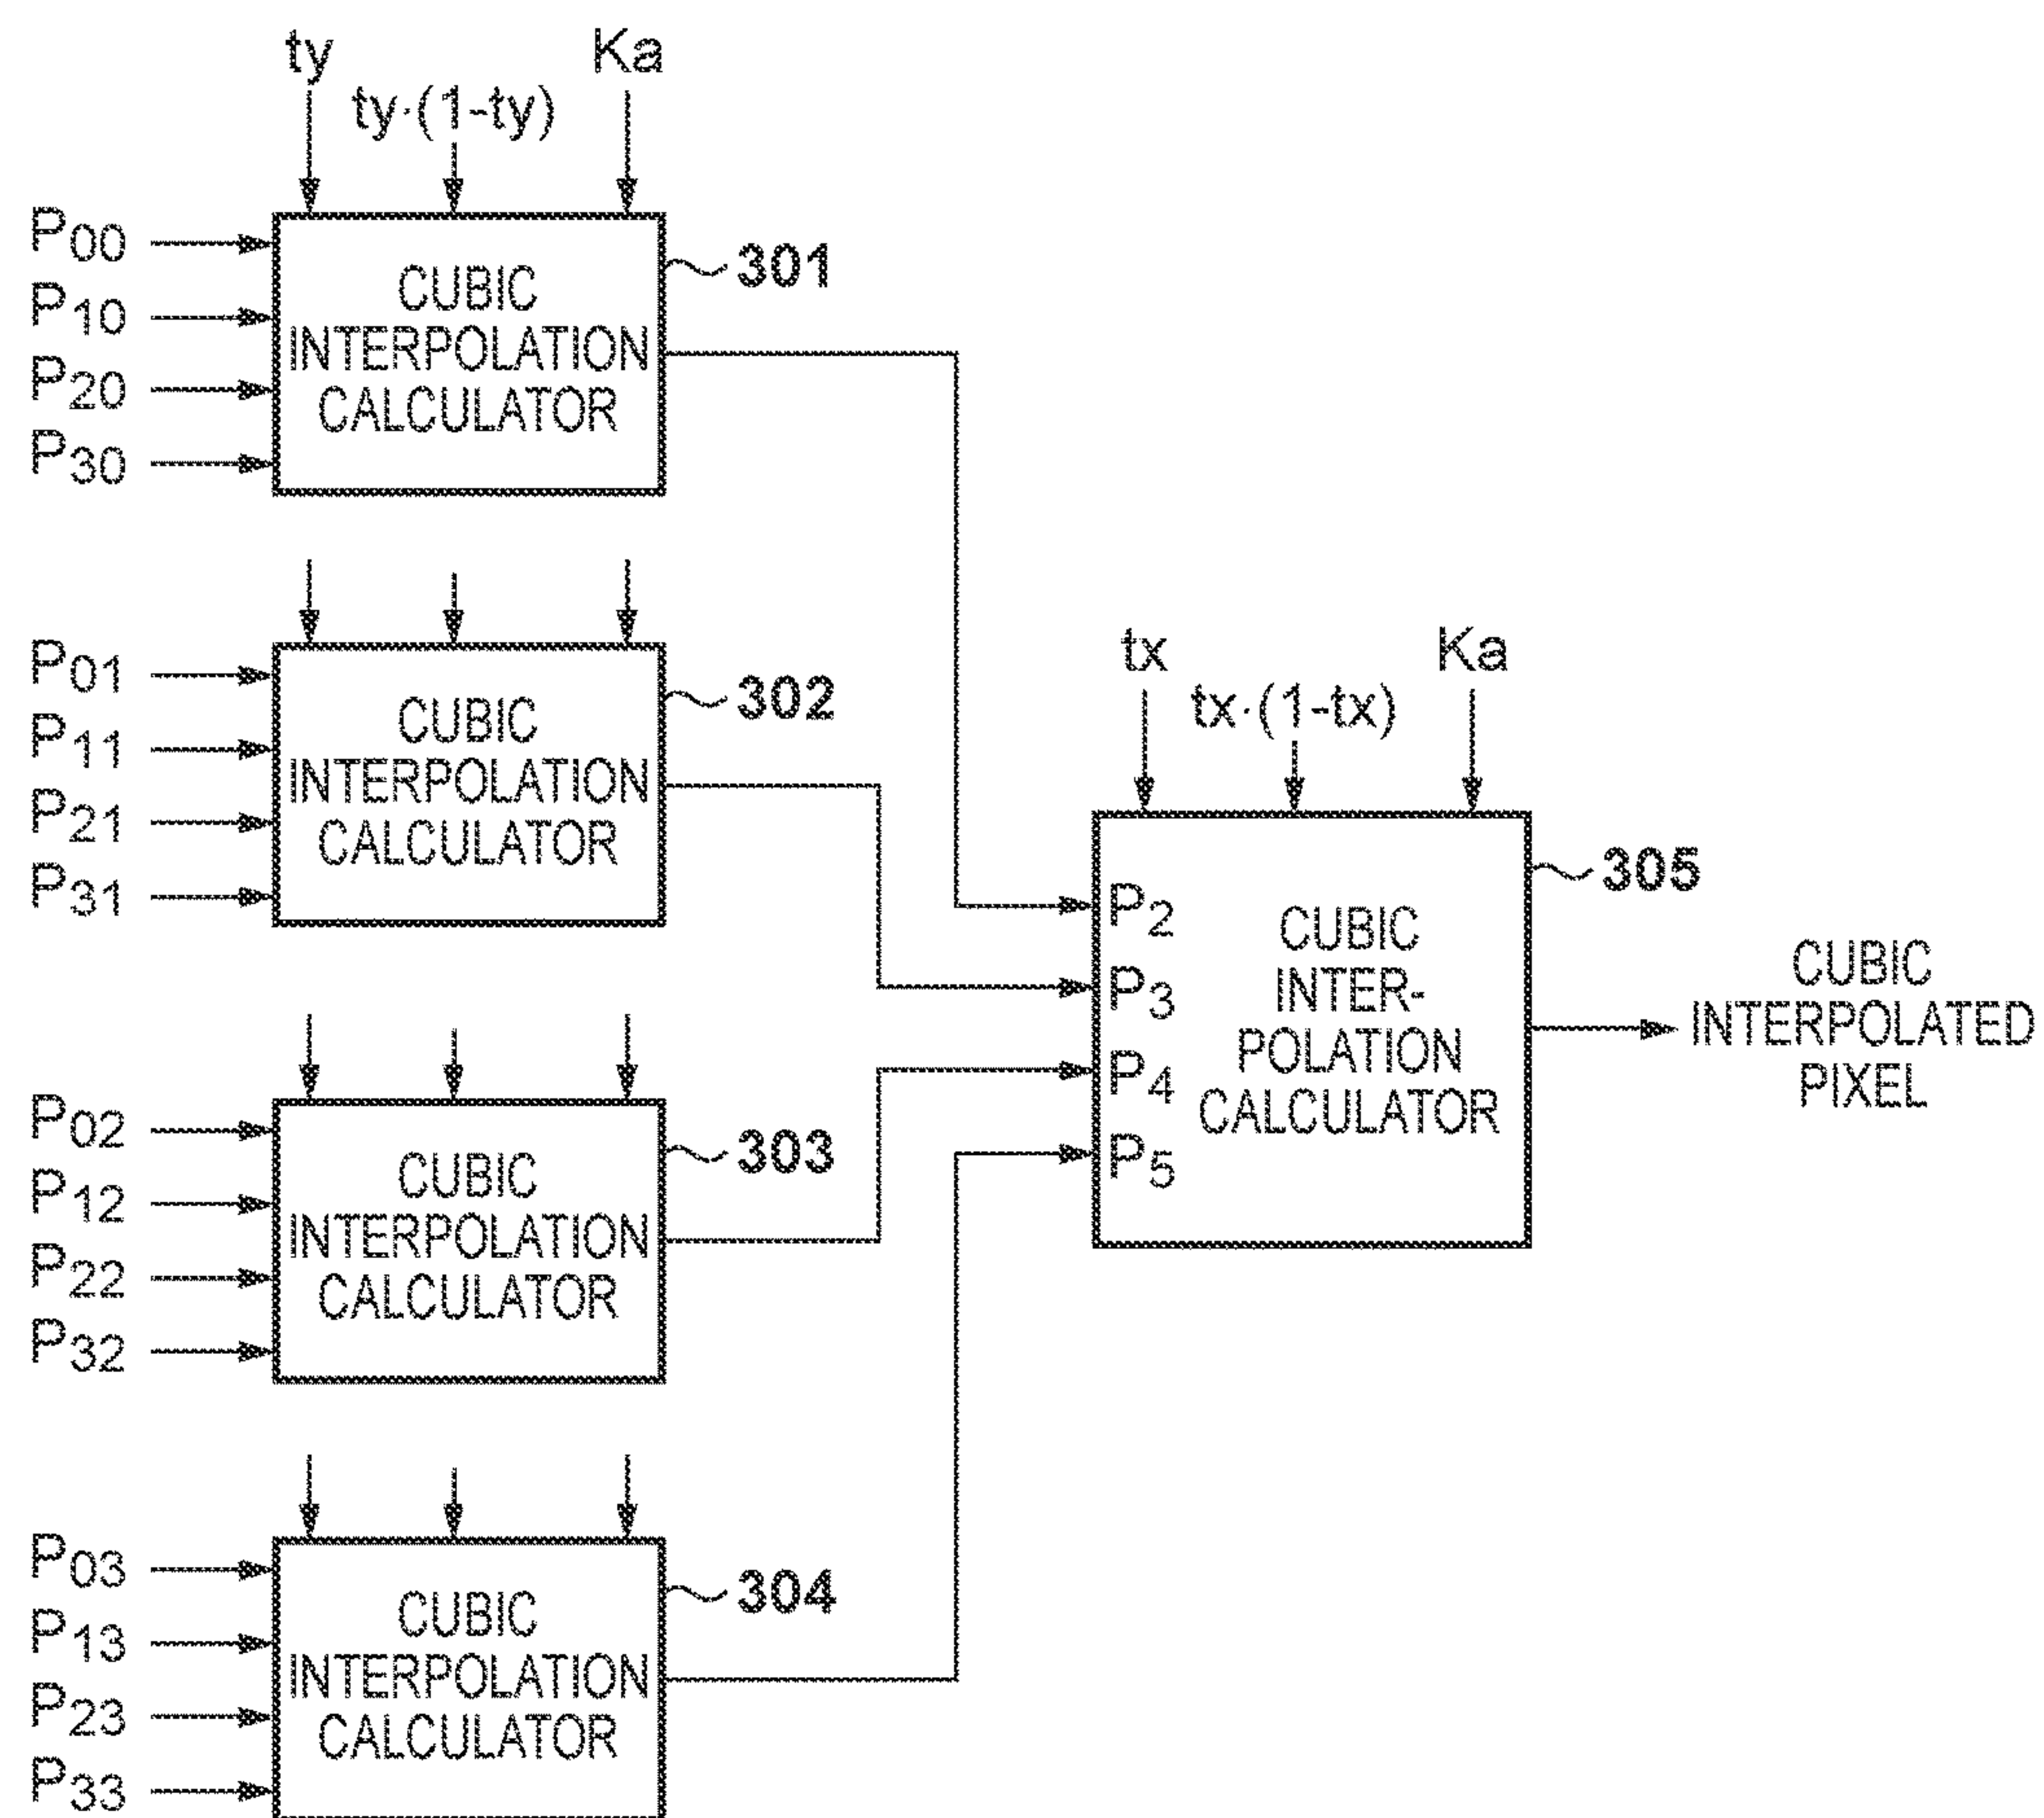 ty
Ka
ty·(1-ty)
P00
P10
P20
P30
CUBIC
INTERPOLATION
CALCULATOR
301
P01
P11
P21
P31
CUBIC
INTERPOLATION
CALCULATOR
302
P02
P12
P22
P32
CUBIC
INTERPOLATION
CALCULATOR
303
P03
P13
P23
P33
CUBIC
INTERPOLATION
CALCULATOR
304
tx
Ka
tx·(1-tx)
P2
P3
P4
P5
CUBIC
INTER-
POLATION
CALCULATOR
305
CUBIC
INTERPOLATED
PIXEL